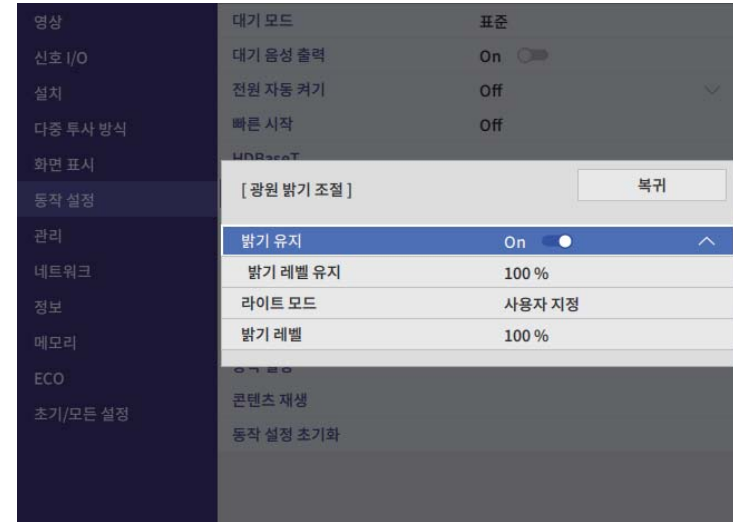 영상
신호 I/O
설치
다중 투사 방식
화면 표시
동작 설정
관리
네트워크
정보
메모리
ECO
초기/모든 설정
대기 모드 표준
대기 음성 출력 On
전원 자동 켜기 Off
빠른 시작 Off
HDBaseT
[ 광원 밝기 조절 ] 복귀
밝기 유지 On
밝기 레벨 유지 100 %
라이트 모드 사용자 지정
밝기 레벨 100 %
콘텐츠 재생
동작 설정 초기화